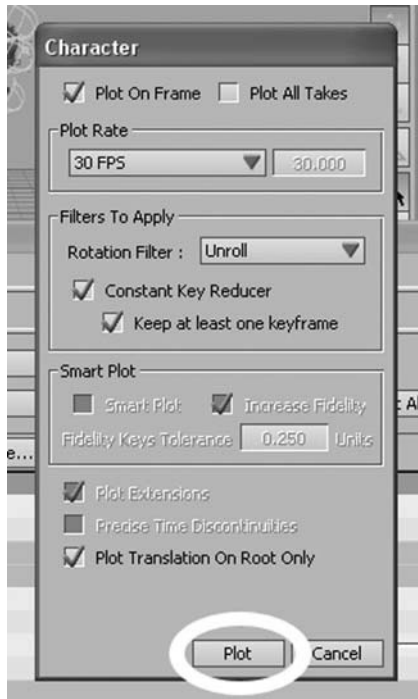 Character
Plot On Frame Plot All Takes
Plot Rate
30 FPS 30.000
Filters To Apply
Rotation Filter : Unroll
Constant Key Reducer
Keep at least one keyframe
Smart Plot
Smart Plot Increase Fidelity
Fidelity Keys Tolerance 0.250 Units
Plot Extensions
Precise Time Discontinuities
Plot Translation On Root Only
Plot Cancel